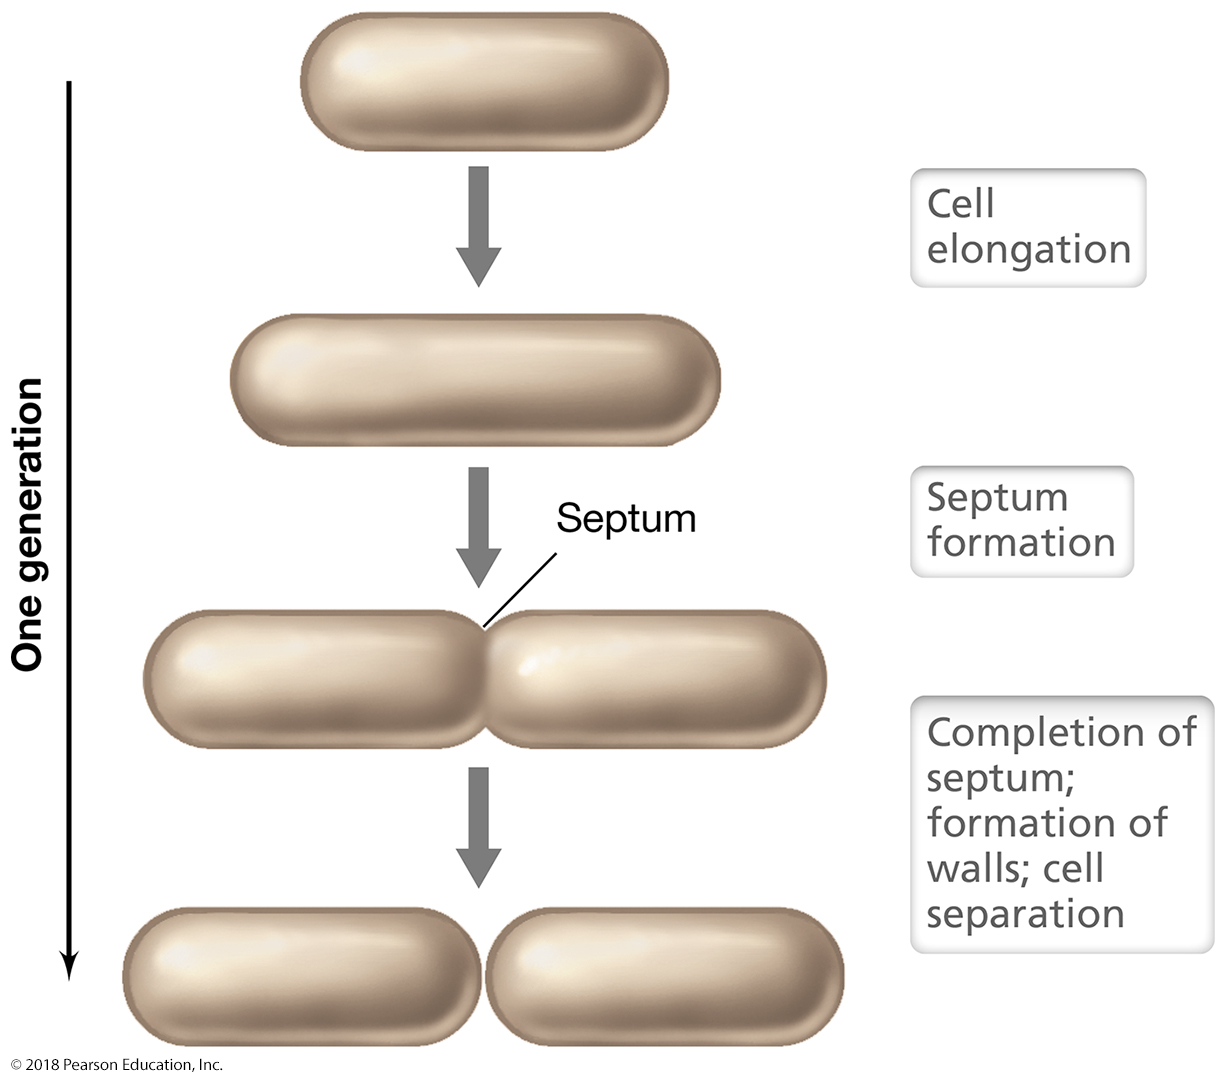 Cell
elongation
One generation
Septum
formation
Septum
Completion of
septum;
formation of
walls; cell
separation
© 2018 Pearson Education, Inc.